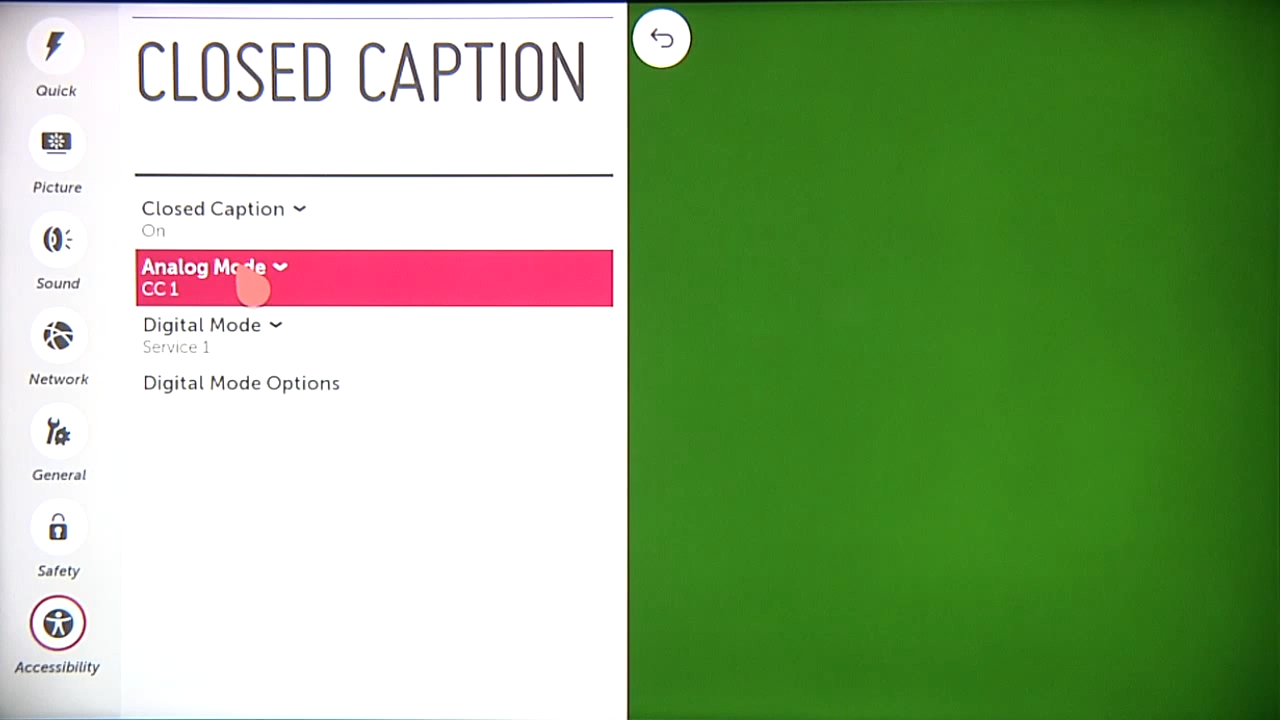 CLOSED CAPTION
Quick
Picture
Sound
Network
General
Safety
Accessibility
Closed Caption
On
Analog Mode
CC 1
Digital Mode
Service 1
Digital Mode Options